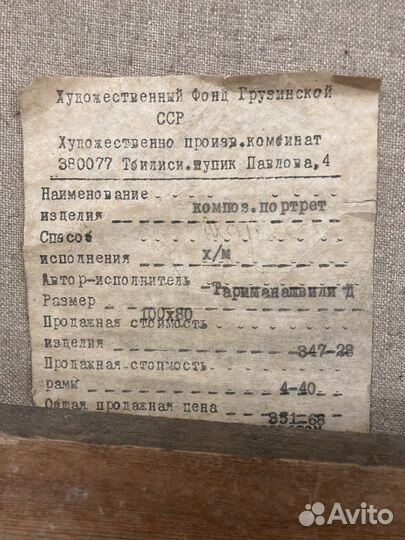 Художественный Фонд Грузинской
ССР
Художественно произв.комбинат
380077 Тбилиси.тупик Павлова,4
Наименование
изделия композ.портрет
Способ
исполнения х/м
Автор-исполнитель Тариманашвили Д
Размер 100х80
Продажная стоимость
изделия 347-28
Продажная стоимость
рамы 4-40
Общая продажная цена
351-68
Avito